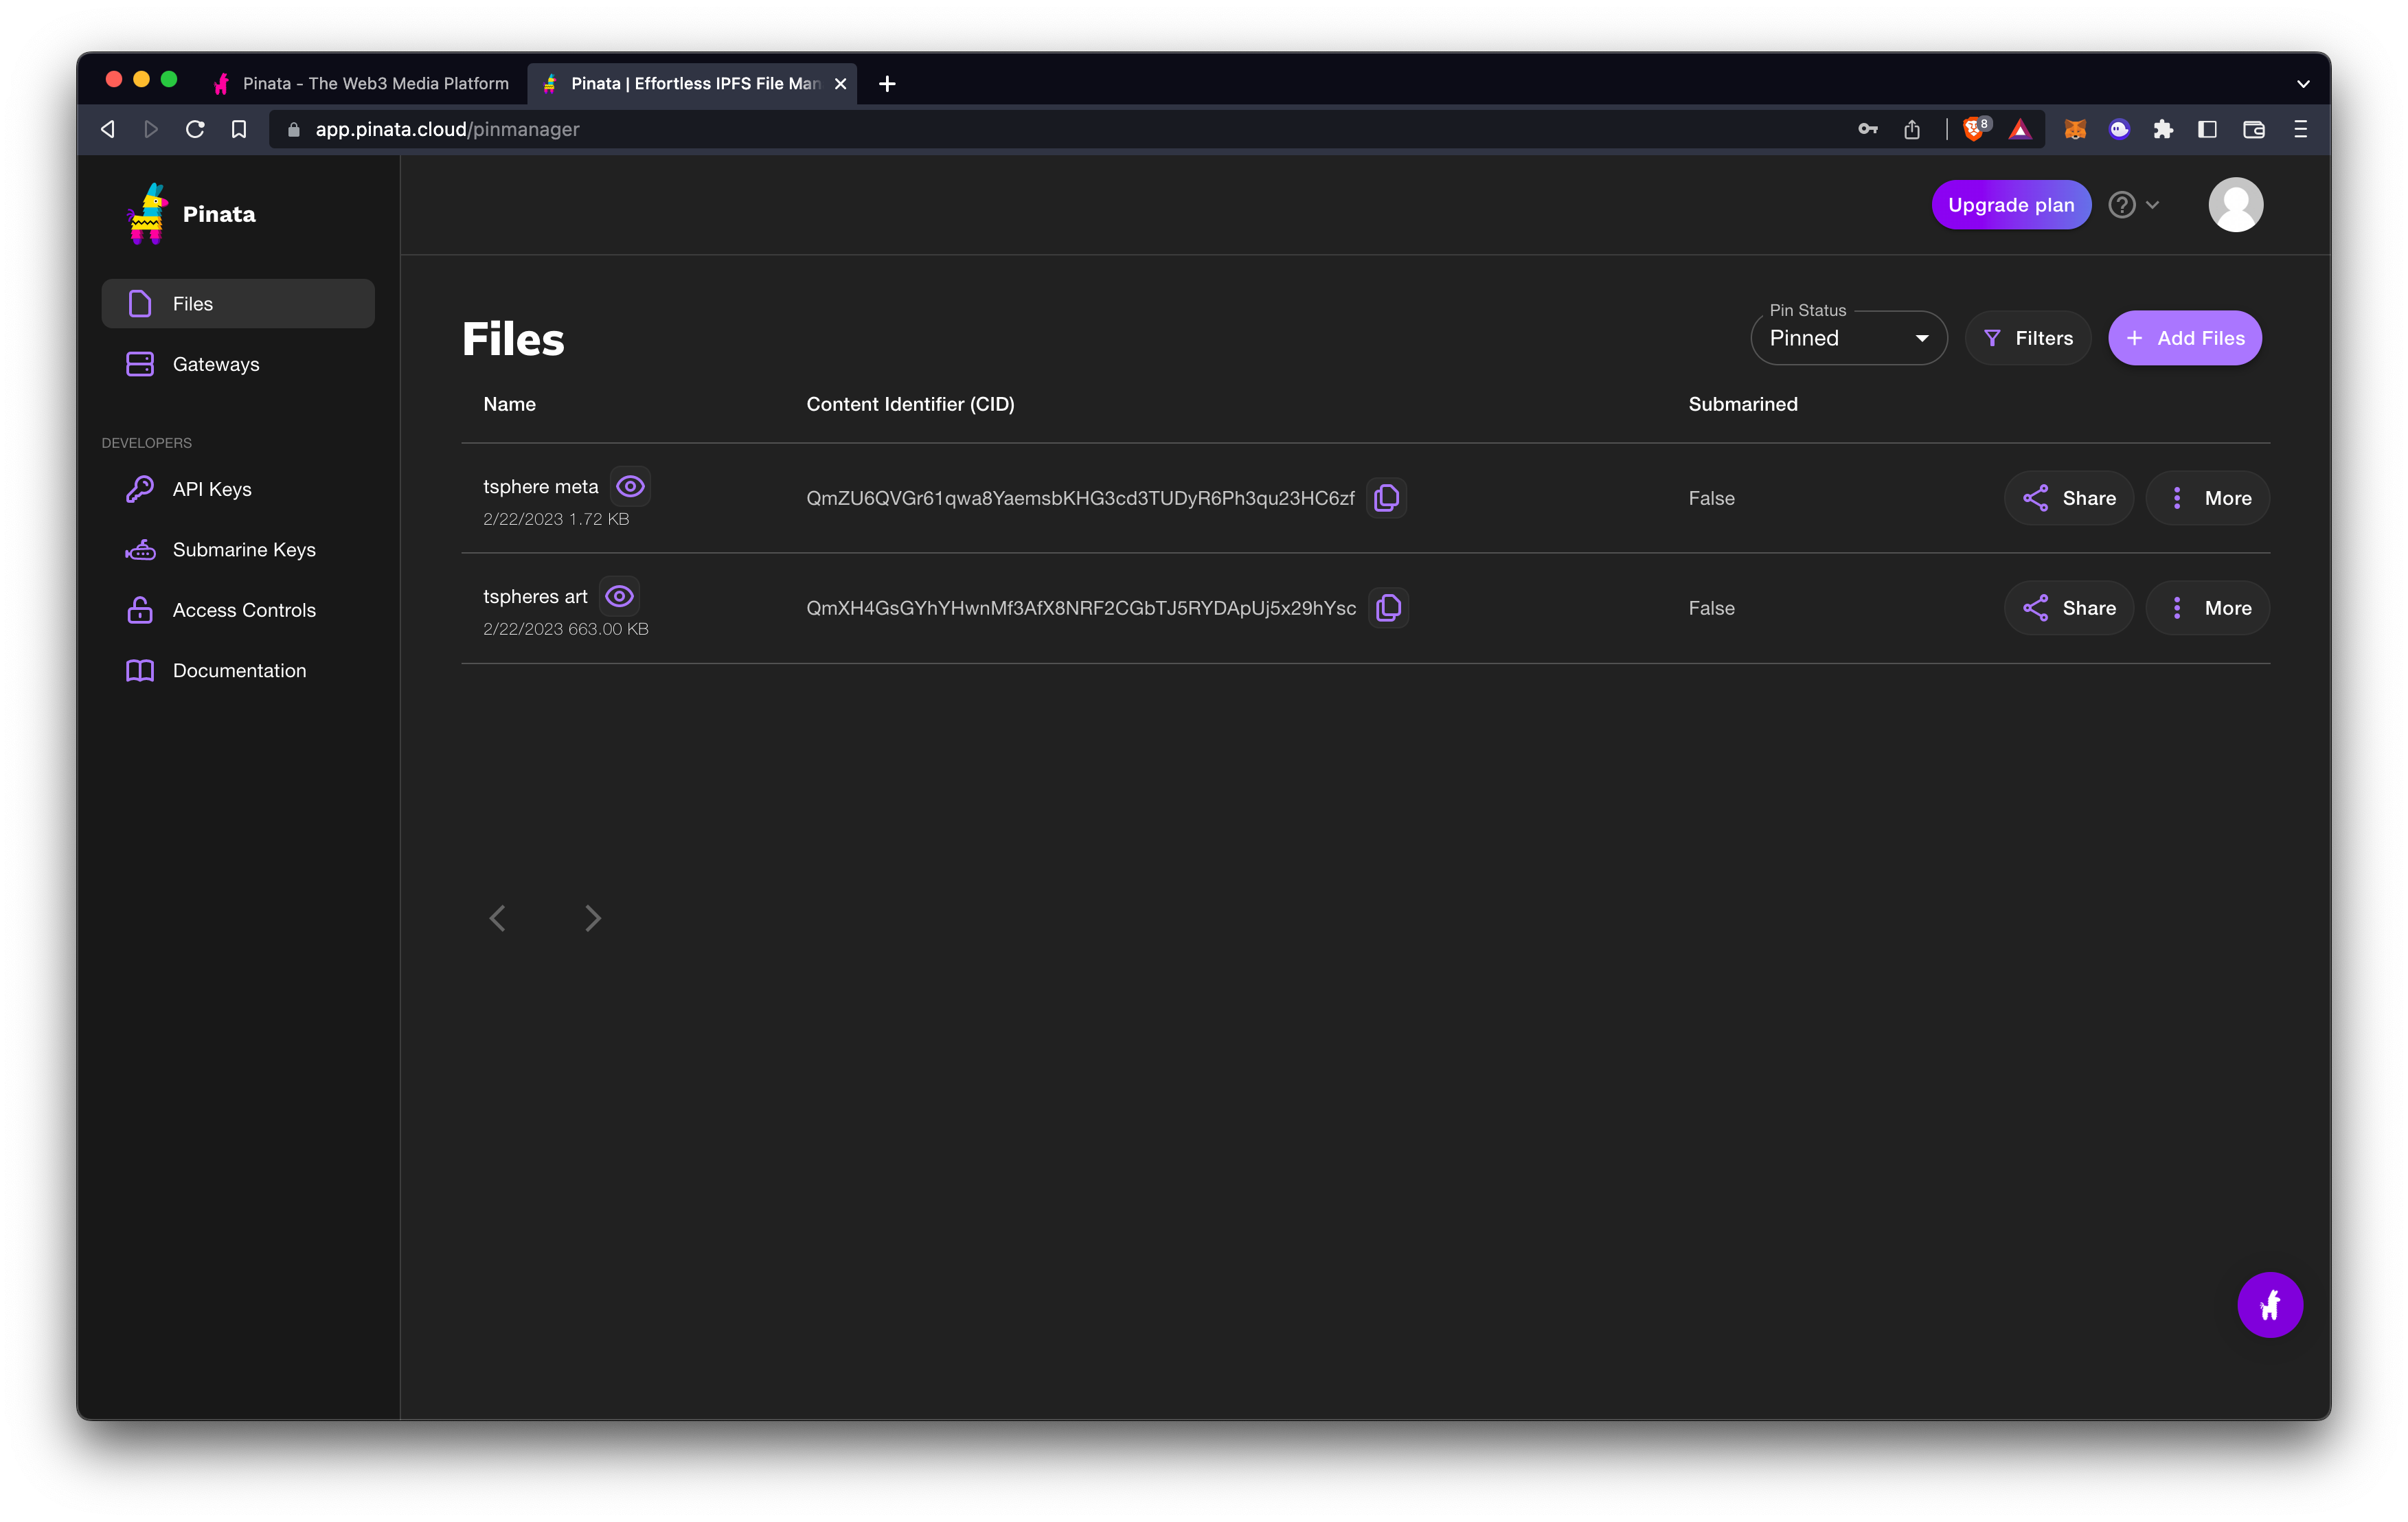 Pinata - The Web3 Media Platform
Pinata | Effortless IPFS File Man
app.pinata.cloud/pinmanager
8
Pinata
Upgrade plan
Files
Gateways
DEVELOPERS
API Keys
Submarine Keys
Access Controls
Documentation
Files
Pin Status
Pinned
Filters
+ Add Files
Name
Content Identifier (CID)
Submarined
tsphere meta
2/22/2023 1.72 KB
QmZU6QVGr61qwa8YaemsbKHG3cd3TUDyR6Ph3qu23HC6zf
False
Share
More
tspheres art
2/22/2023 663.00 KB
QmXH4GsGYhYHwnMf3AfX8NRF2CGbTJ5RYDApUj5x29hYsc
False
Share
More